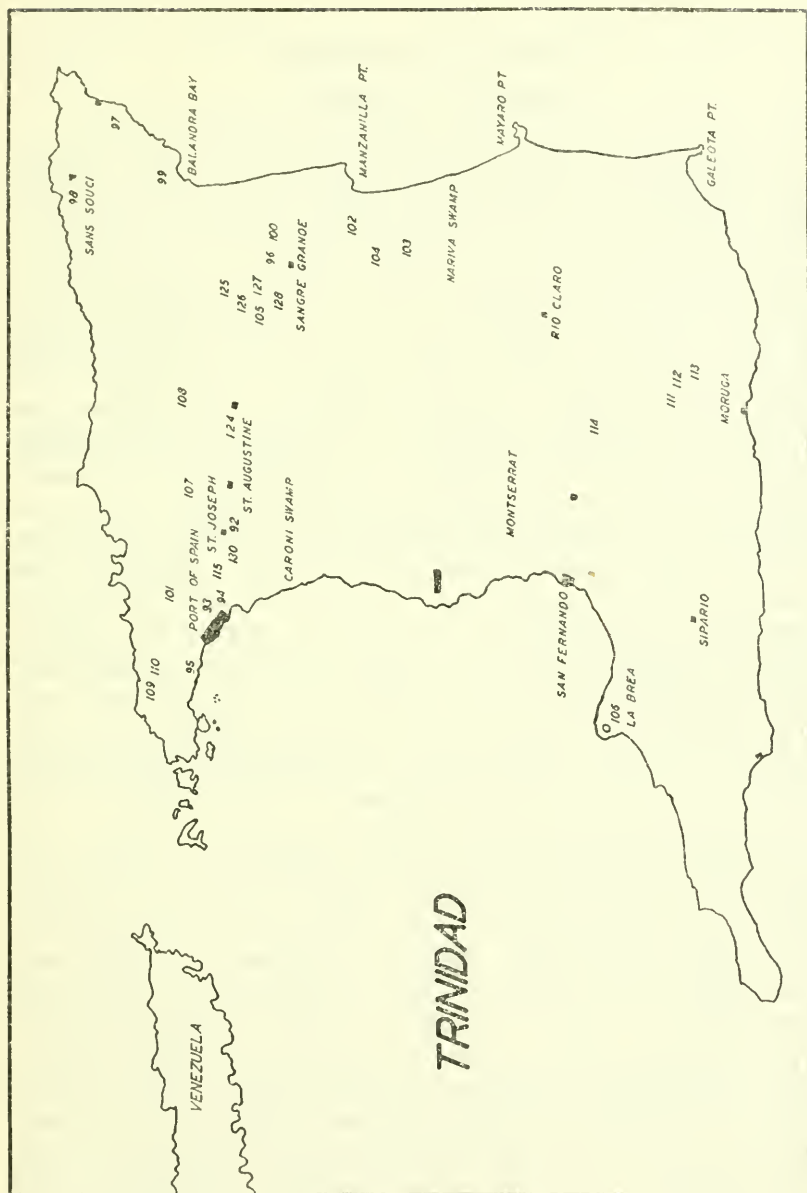 VENEZUELA
TRINIDAD
109 110
95
101
PORT OF SPAIN
93
94
115 ST. JOSEPH
107
130 92
ST. AUGUSTINE
124
108
CARONI SWAMP
98
SANS SOUCI
97
99
BALANDRA BAY
125
126
105 127
96 100
128
SANGRE GRANDE
102
104
103
MANZANILLA PT.
NARIVA SWAMP
MAYARO PT
MONTSERRAT
RIO CLARO
SAN FERNANDO
114
106
LA BREA
SIPARIO
111
112
113
MORUGA
GALEOTA PT.